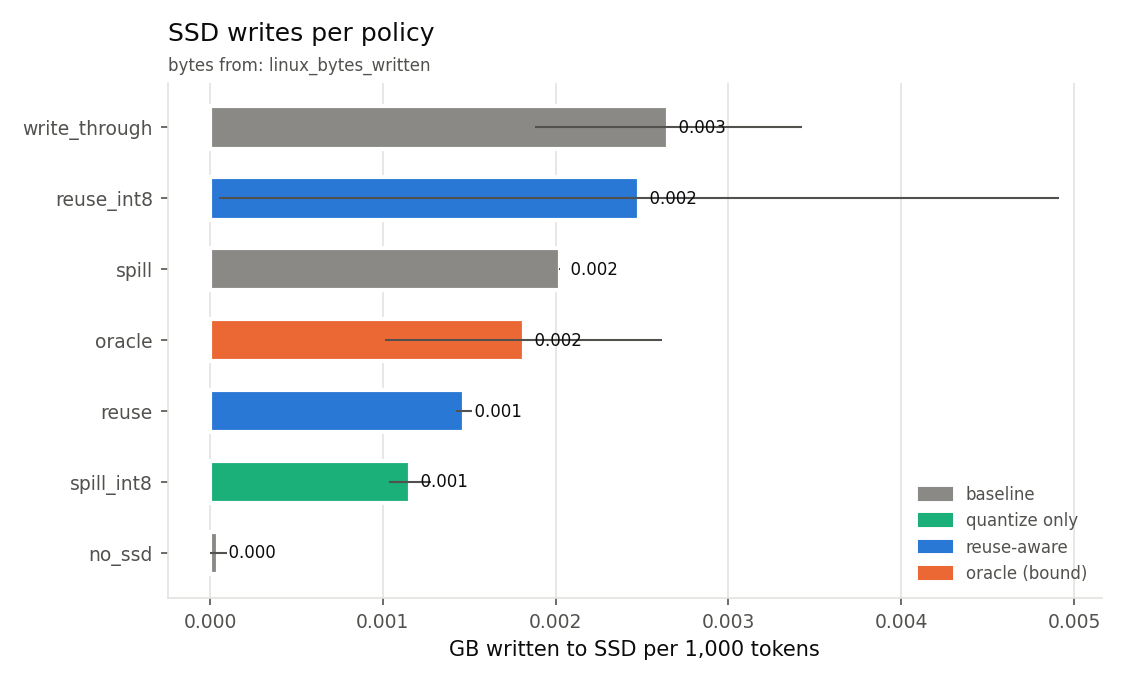 SSD writes per policy
bytes from: linux_bytes_written
write_through 0.003
reuse_int8 0.002
spill 0.002
oracle 0.002
reuse 0.001
spill_int8 0.001
no_ssd 0.000
baseline
quantize only
reuse-aware
oracle (bound)
0.000 0.001 0.002 0.003 0.004 0.005
GB written to SSD per 1,000 tokens